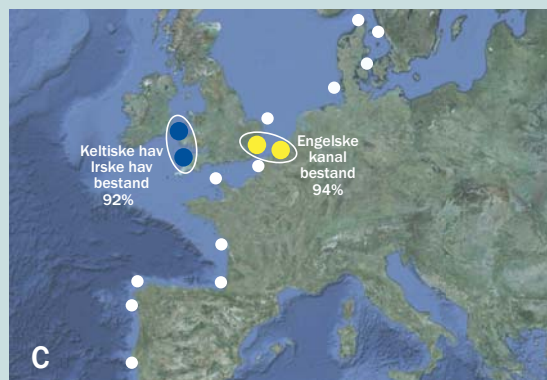 Keltiske hav
Irske hav
bestand
92%
Engelske
kanal
bestand
94%
C